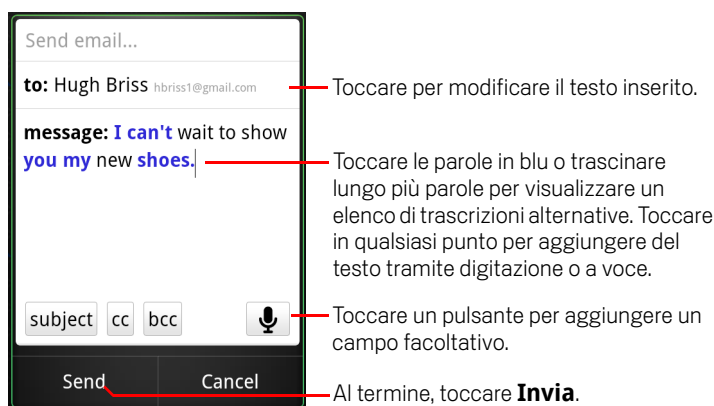 Send email...
to: Hugh Briss hbriss1@gmail.com
message: I can't wait to show
you my new shoes.
subject cc bcc
Send Cancel
Toccare per modificare il testo inserito.
Toccare le parole in blu o trascinare
lungo più parole per visualizzare un
elenco di trascrizioni alternative. Toccare
in qualsiasi punto per aggiungere del
testo tramite digitazione o a voce.
Toccare un pulsante per aggiungere un
campo facoltativo.
Al termine, toccare Invia.